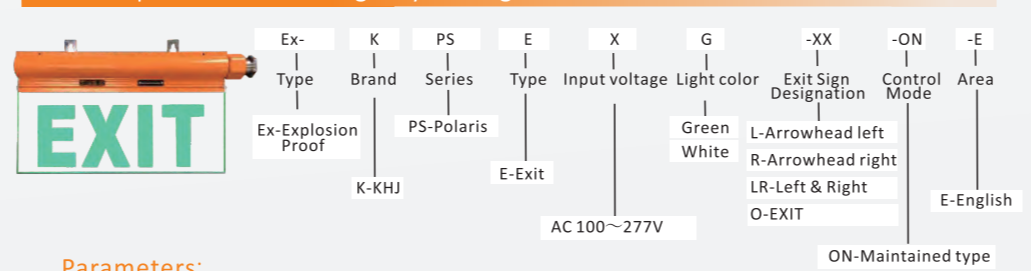 Ex- K PS E X G -XX -ON -E
Type Brand Series Type Input voltage Light color Exit Sign Designation Control Mode Area
EXIT
Ex-Explosion
Proof
K-KHJ
PS-Polaris
E-Exit
AC 100～277V
Green
White
L-Arrowhead left
R-Arrowhead right
LR-Left & Right
O-EXIT
ON-Maintained type
E-English
Parameters: